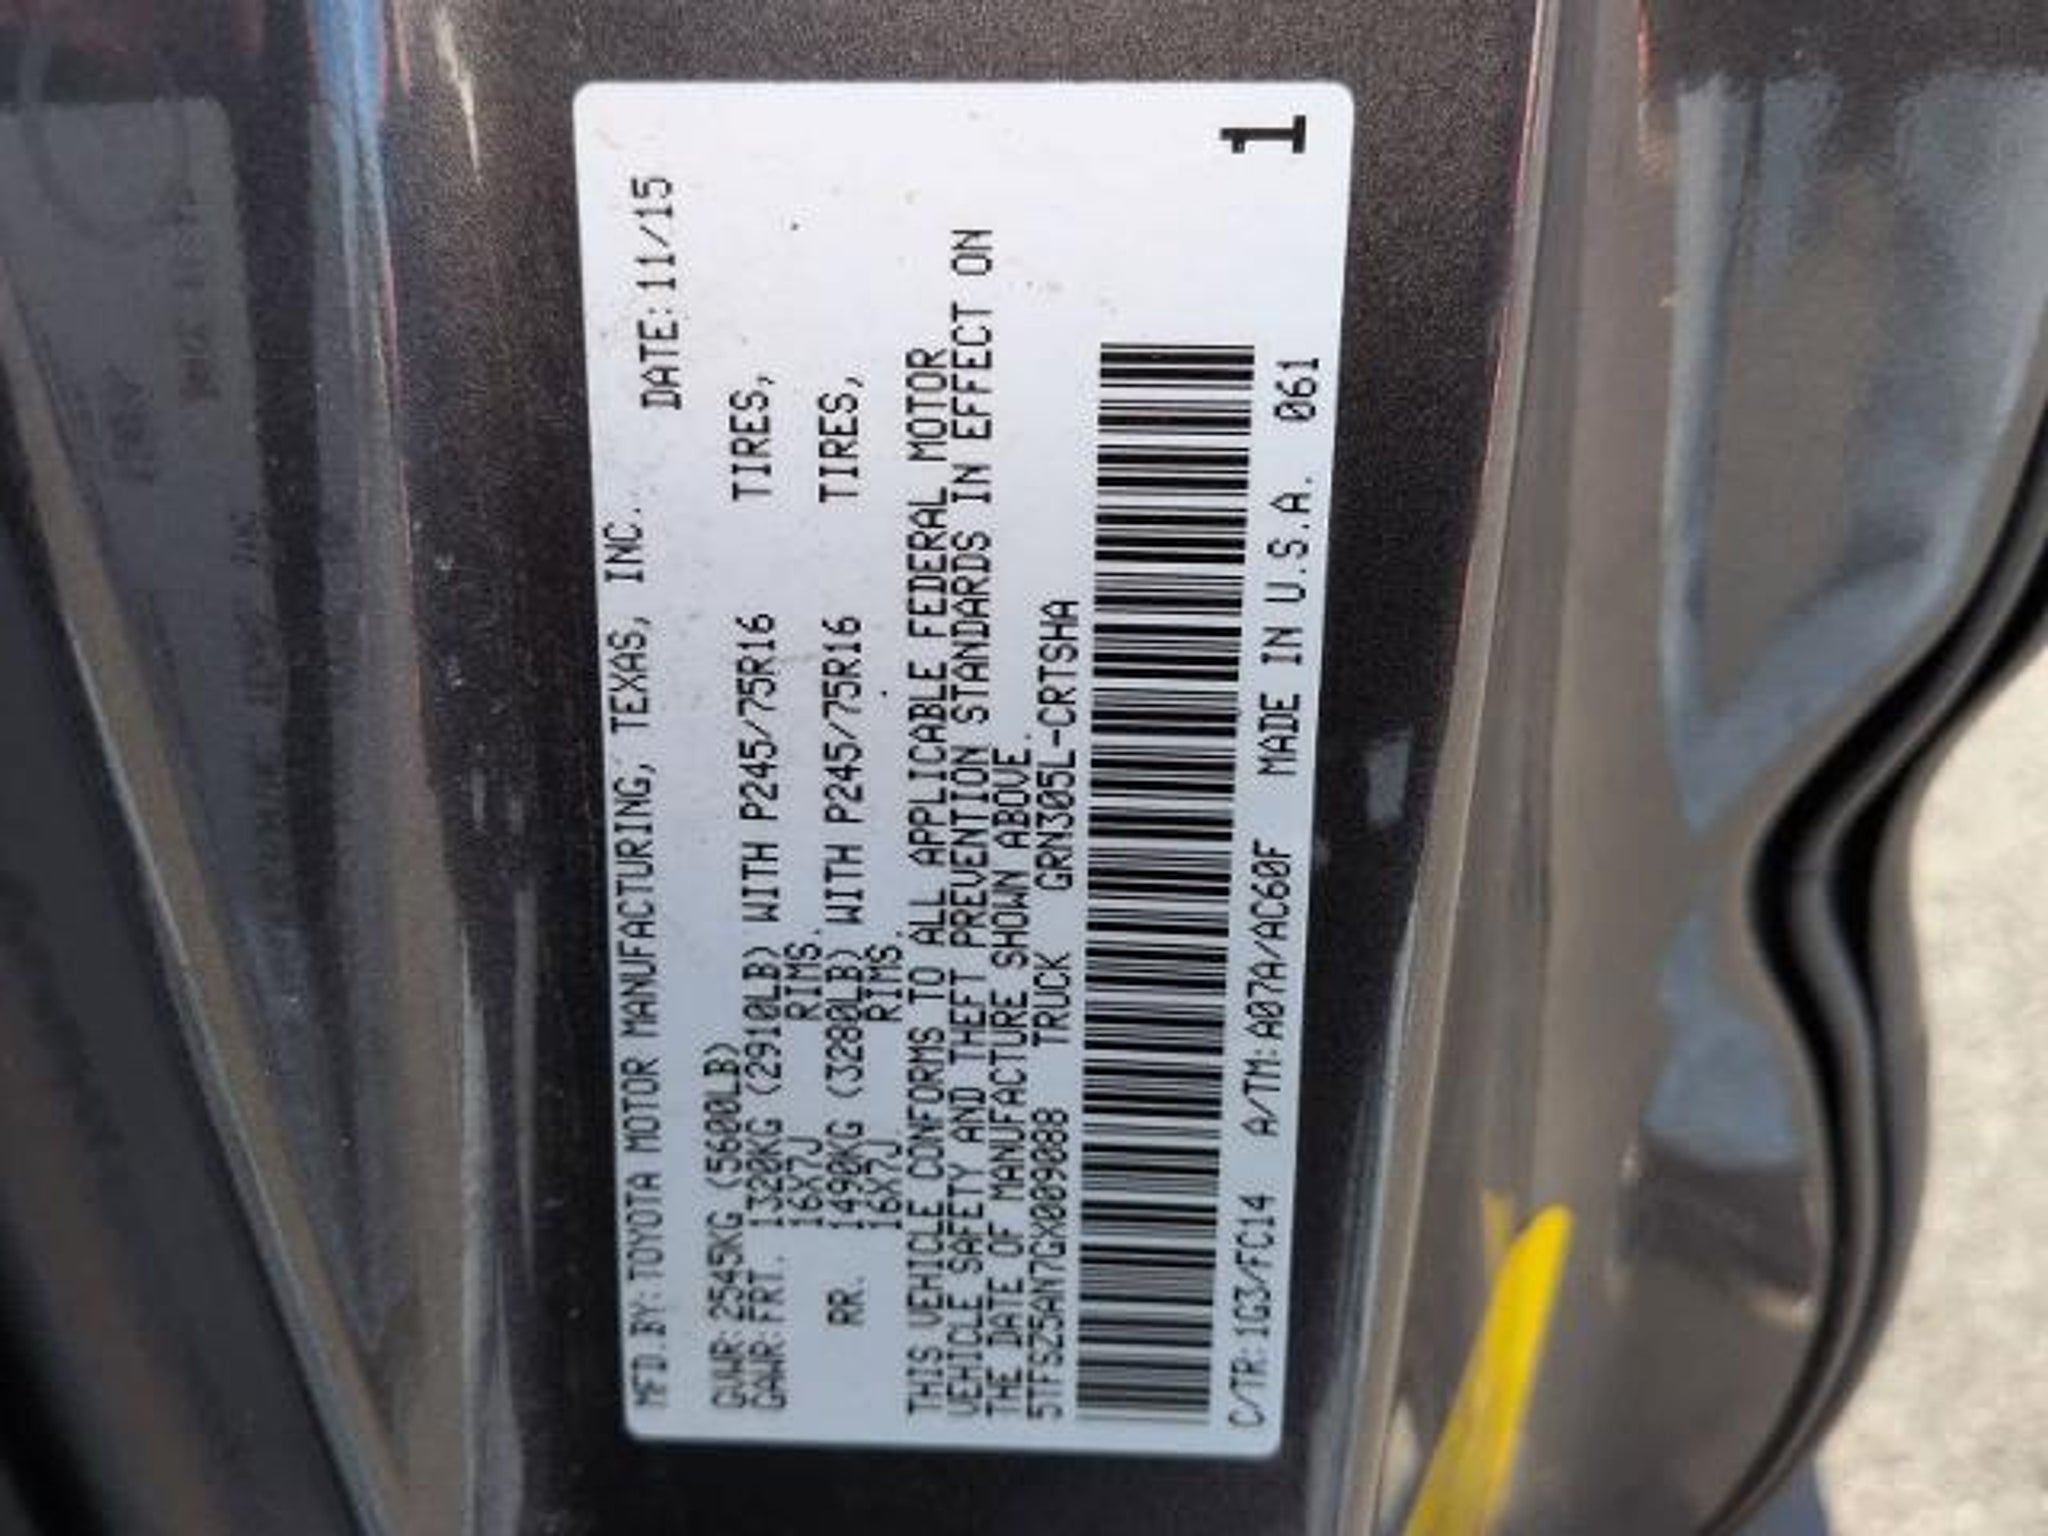 MFD.BY:TOYOTA MOTOR MANUFACTURING, TEXAS, INC.
DATE:11/15
GVWR:2545KG (5600LB)
GAWR:FRT. 1320KG (2910LB) WITH P245/75R16 TIRES,
16X7J RIMS.
RR. 1490KG (3280LB) WITH P245/75R16 TIRES,
16X7J RIMS.
THIS VEHICLE CONFORMS TO ALL APPLICABLE FEDERAL MOTOR
VEHICLE SAFETY AND THEFT PREVENTION STANDARDS IN EFFECT ON
THE DATE OF MANUFACTURE SHOWN ABOVE.
5TFSZ5AN7GX009088 TRUCK GRN305L-CRTSHA
C/TR:1G3/FC14 A/TM:A07A/AC60F MADE IN U.S.A. 061
1